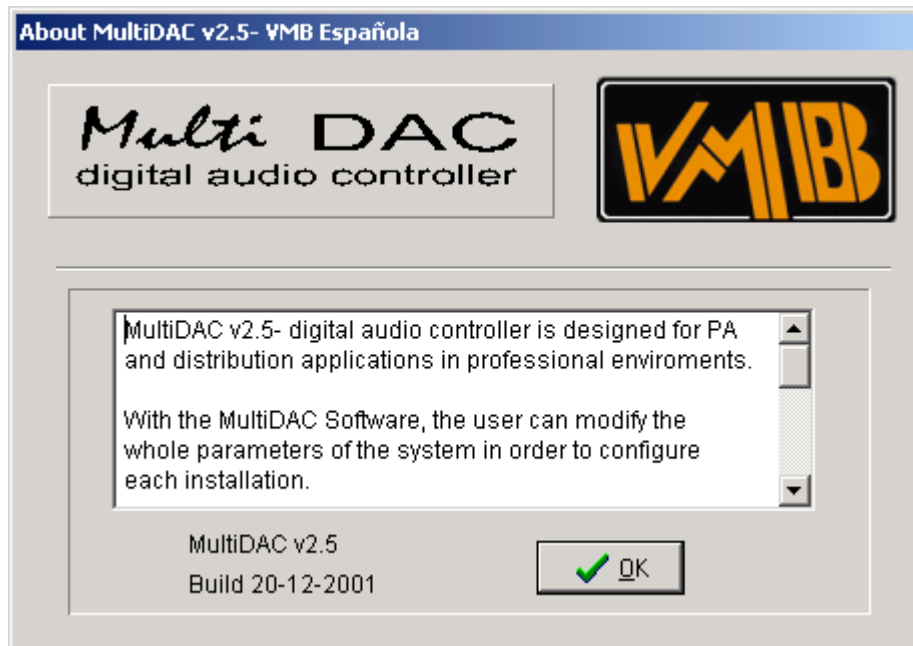 About MultiDAC v2.5- VMB Española
Multi DAC
digital audio controller
VMB
MultiDAC v2.5- digital audio controller is designed for PA
and distribution applications in professional enviroments.
With the MultiDAC Software, the user can modify the
whole parameters of the system in order to configure
each installation.
MultiDAC v2.5
Build 20-12-2001
OK